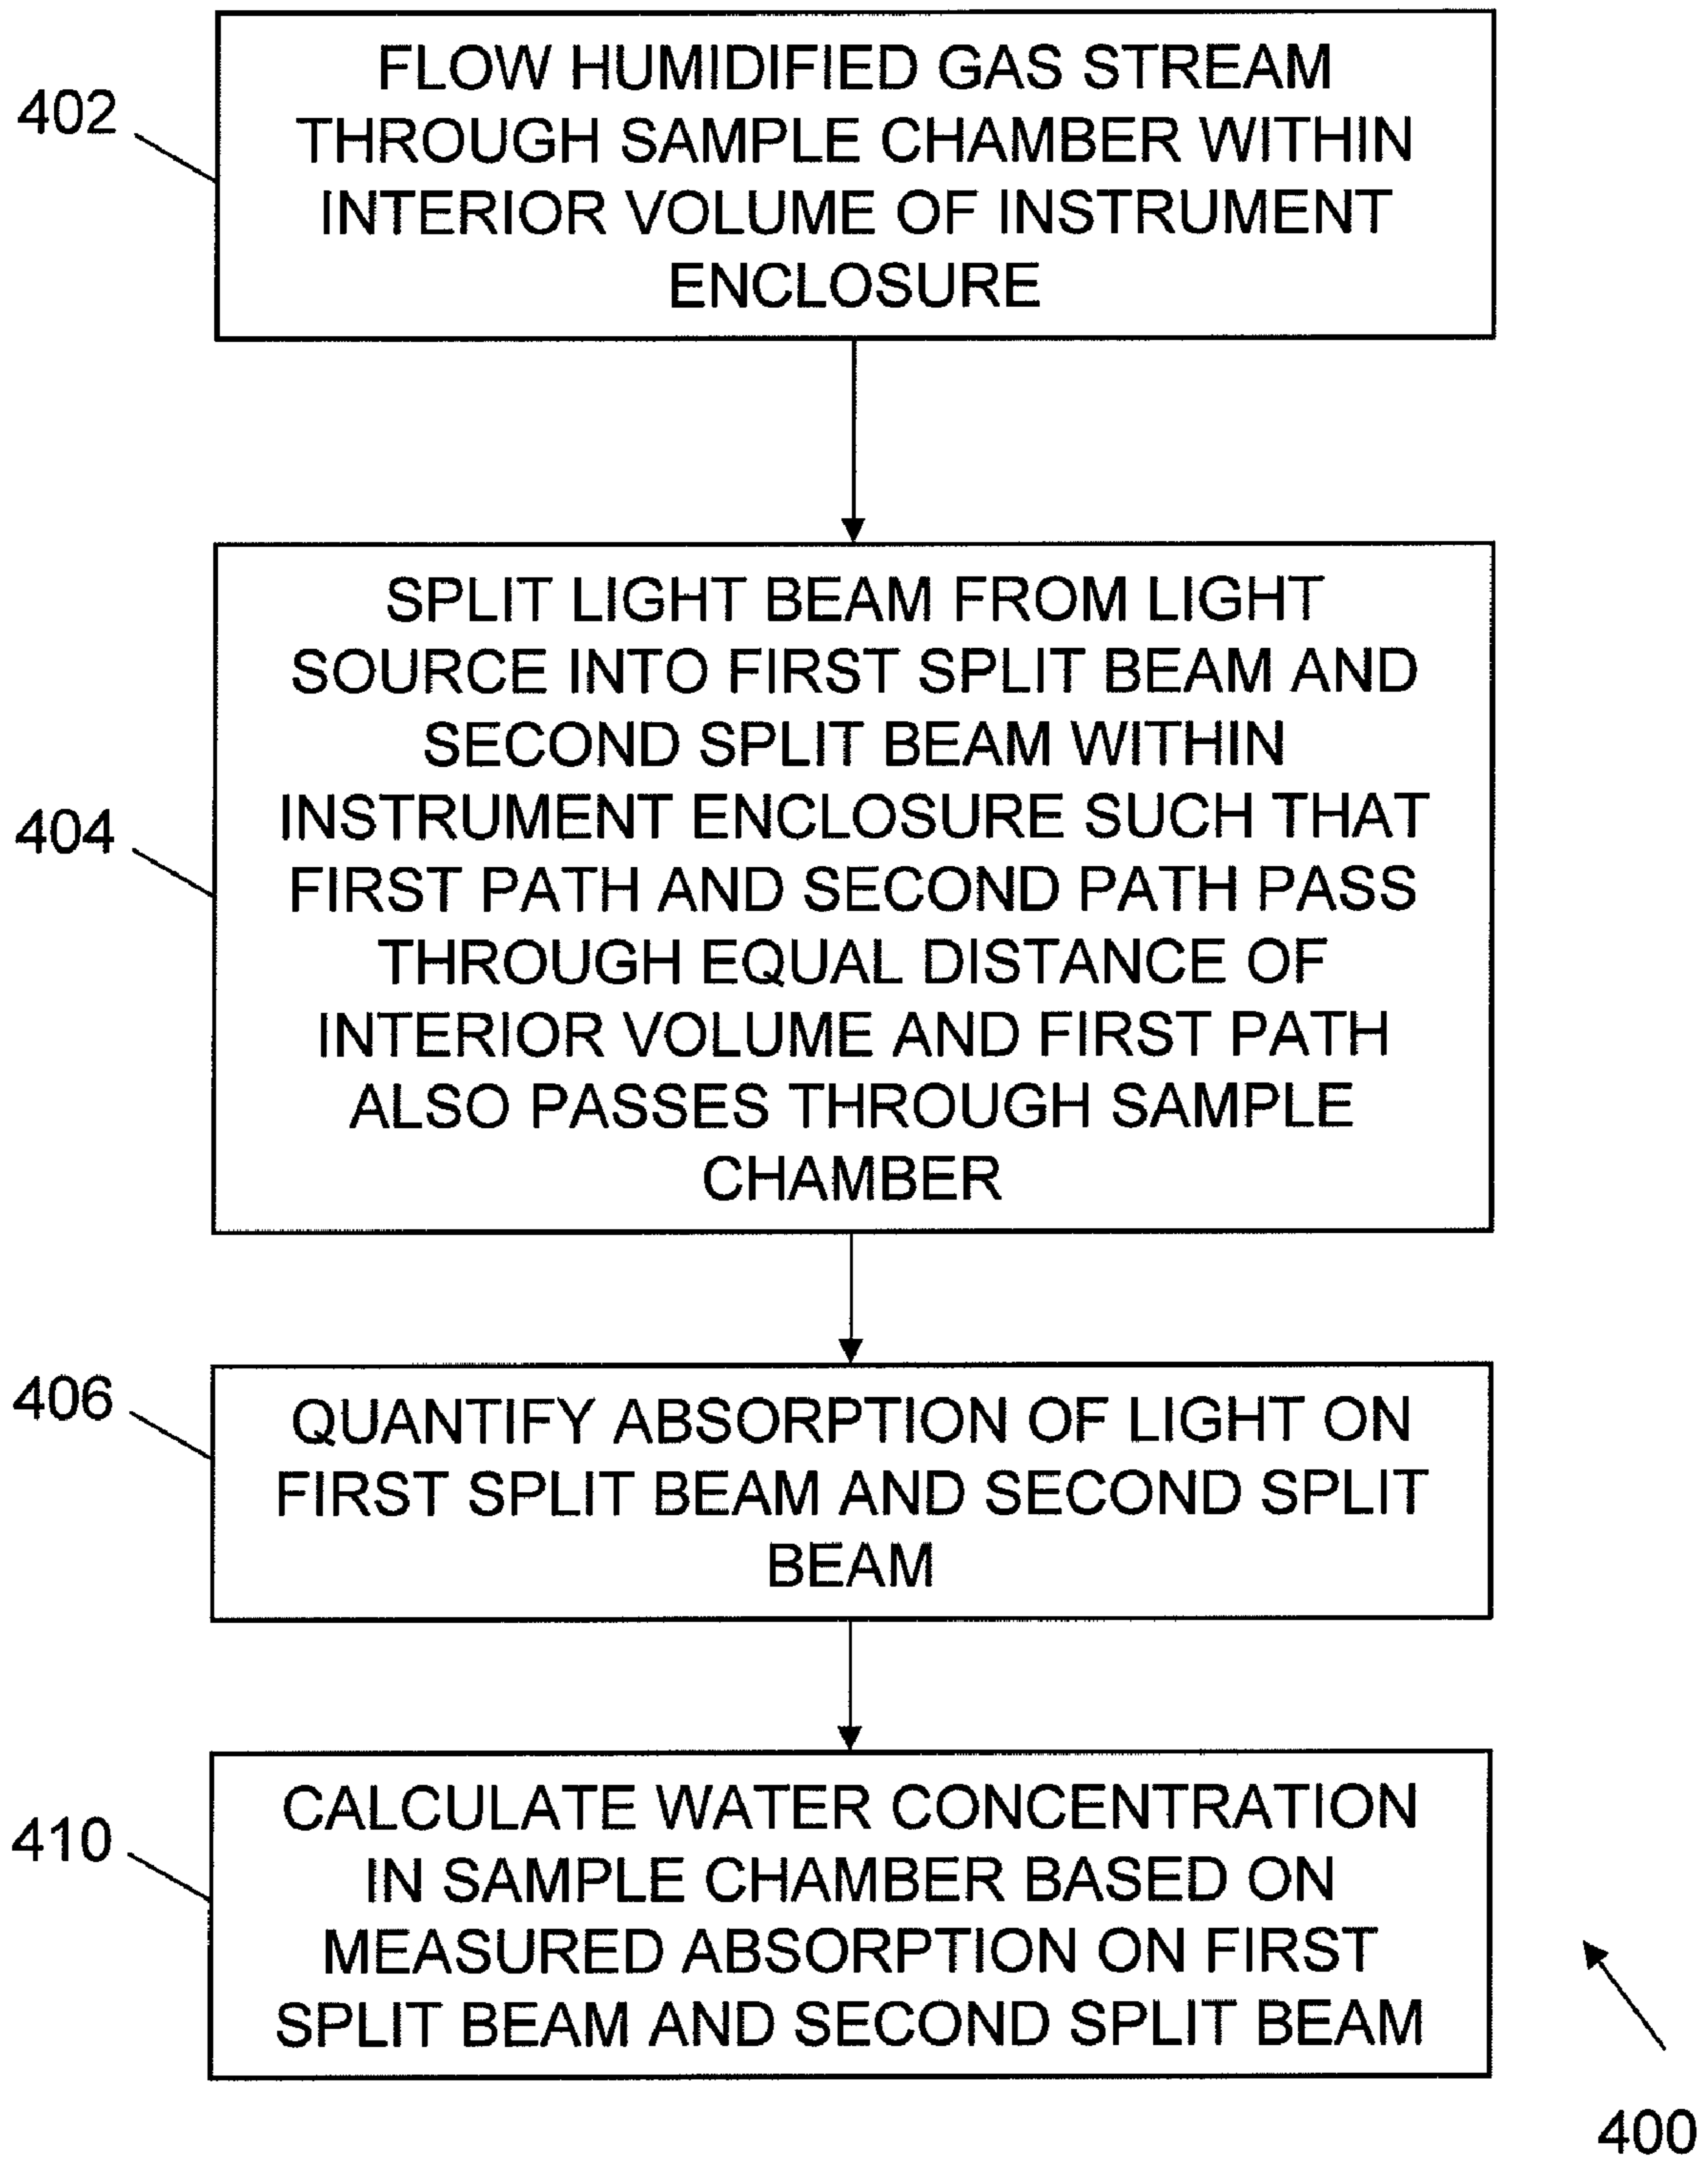 402
FLOW HUMIDIFIED GAS STREAM
THROUGH SAMPLE CHAMBER WITHIN
INTERIOR VOLUME OF INSTRUMENT
ENCLOSURE
404
SPLIT LIGHT BEAM FROM LIGHT
SOURCE INTO FIRST SPLIT BEAM AND
SECOND SPLIT BEAM WITHIN
INSTRUMENT ENCLOSURE SUCH THAT
FIRST PATH AND SECOND PATH PASS
THROUGH EQUAL DISTANCE OF
INTERIOR VOLUME AND FIRST PATH
ALSO PASSES THROUGH SAMPLE
CHAMBER
406
QUANTIFY ABSORPTION OF LIGHT ON
FIRST SPLIT BEAM AND SECOND SPLIT
BEAM
410
CALCULATE WATER CONCENTRATION
IN SAMPLE CHAMBER BASED ON
MEASURED ABSORPTION ON FIRST
SPLIT BEAM AND SECOND SPLIT BEAM
400